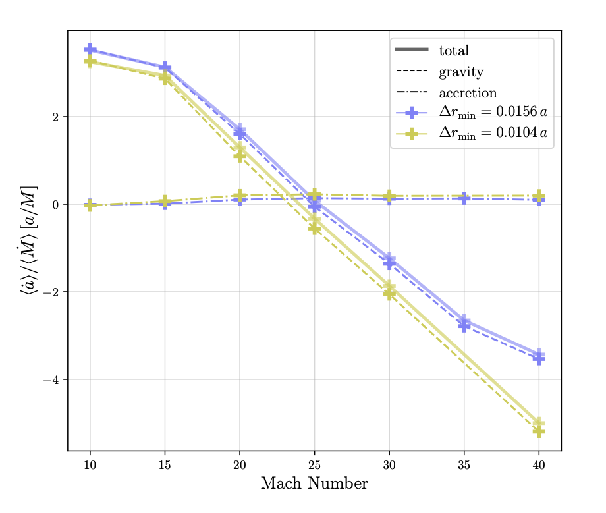 total
gravity
accretion
Δr_min = 0.0156 a
Δr_min = 0.0104 a
2
0
−2
−4
⟨ȧ⟩/⟨Ṁ⟩ [a/M]
10 15 20 25 30 35 40
Mach Number